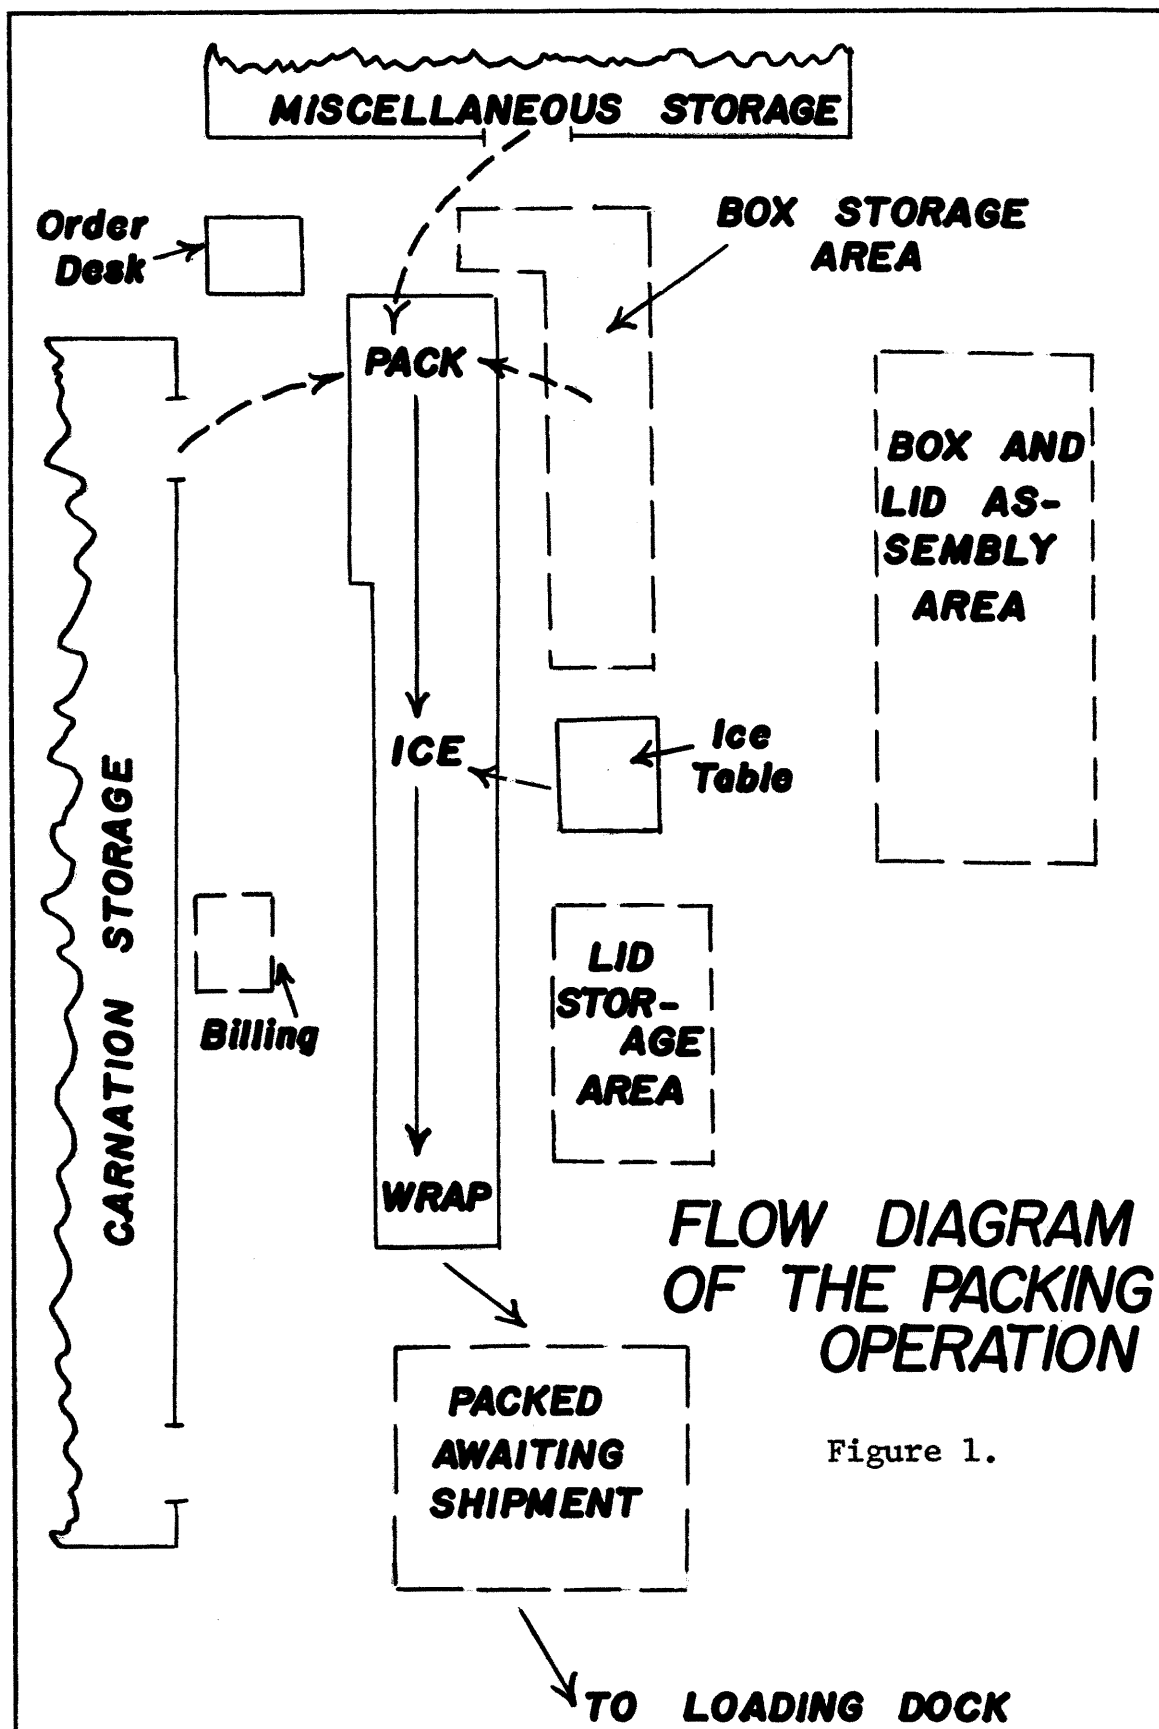 MISCELLANEOUS STORAGE
Order
Desk
BOX STORAGE
AREA
PACK
BOX AND
LID AS-
SEMBLY
AREA
ICE
Ice
Table
CARNATION STORAGE
Billing
LID
STOR-
AGE
AREA
WRAP
FLOW DIAGRAM
OF THE PACKING
OPERATION
Figure 1.
PACKED
AWAITING
SHIPMENT
TO LOADING DOCK